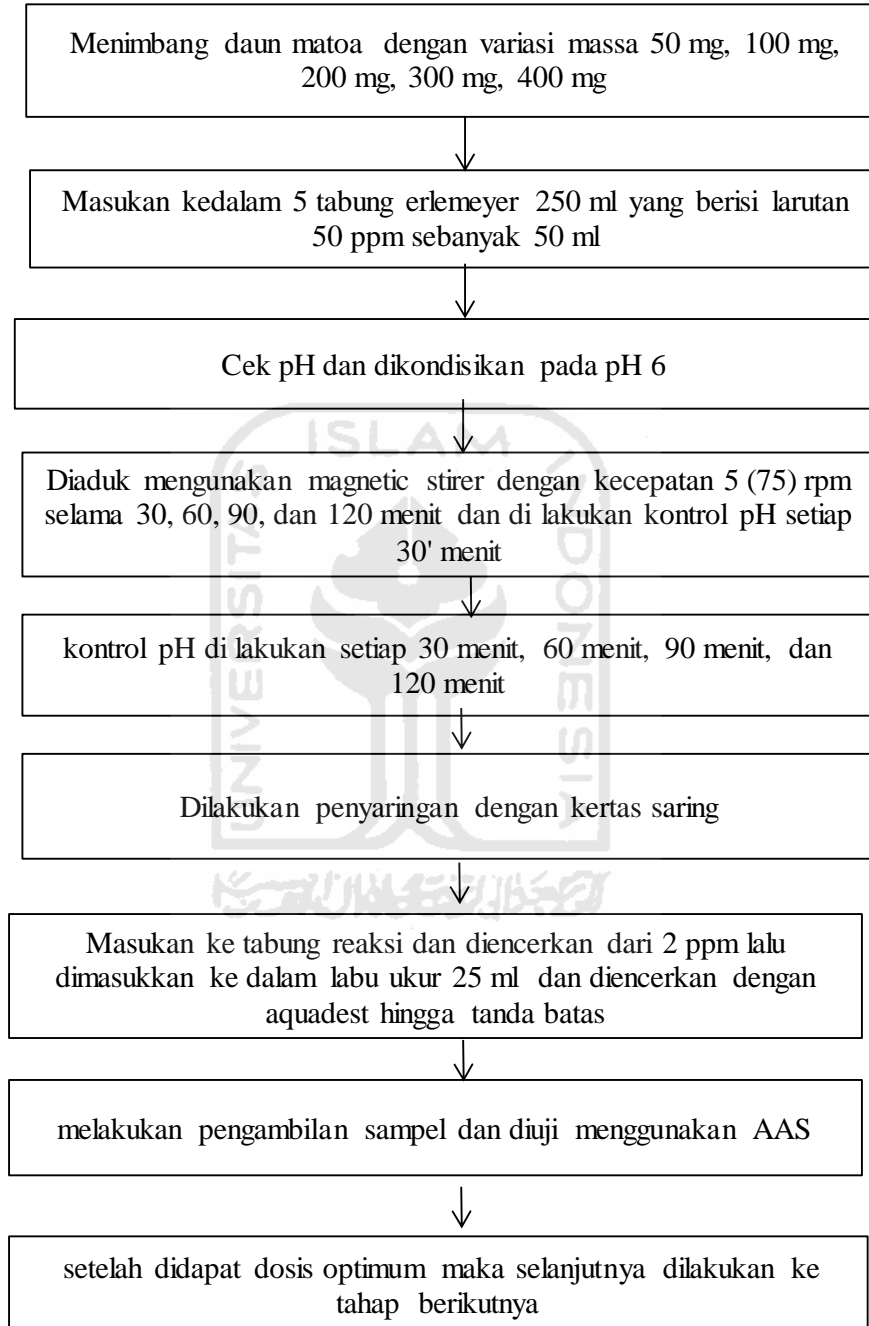 Menimbang daun matoa dengan variasi massa 50 mg, 100 mg,
200 mg, 300 mg, 400 mg
Masukan kedalam 5 tabung erlemeyer 250 ml yang berisi larutan
50 ppm sebanyak 50 ml
Cek pH dan dikondisikan pada pH 6
Diaduk mengunakan magnetic stirer dengan kecepatan 5 (75) rpm
selama 30, 60, 90, dan 120 menit dan di lakukan kontrol pH setiap
30' menit
kontrol pH di lakukan setiap 30 menit, 60 menit, 90 menit, dan
120 menit
Dilakukan penyaringan dengan kertas saring
Masukan ke tabung reaksi dan diencerkan dari 2 ppm lalu
dimasukkan ke dalam labu ukur 25 ml dan diencerkan dengan
aquadest hingga tanda batas
melakukan pengambilan sampel dan diuji menggunakan AAS
setelah didapat dosis optimum maka selanjutnya dilakukan ke
tahap berikutnya
UNIVERSITAS
ISLAM
INDONESIA